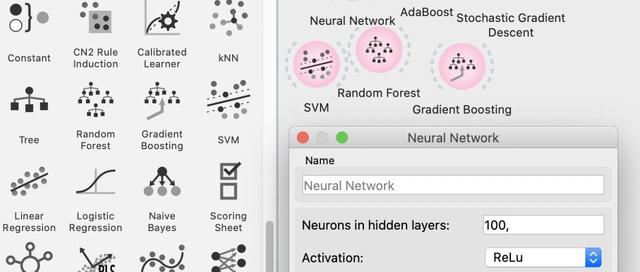 Constant
CN2 Rule
Induction
Calibrated
Learner
kNN
Tree
Random
Forest
Gradient
Boosting
SVM
Linear
Regression
Logistic
Regression
Naive
Bayes
Scoring
Sheet
Neural Network
AdaBoost
Stochastic Gradient
Descent
SVM
Random Forest
Gradient Boosting
Neural Network
Name
Neural Network
Neurons in hidden layers:
100,
Activation:
ReLu